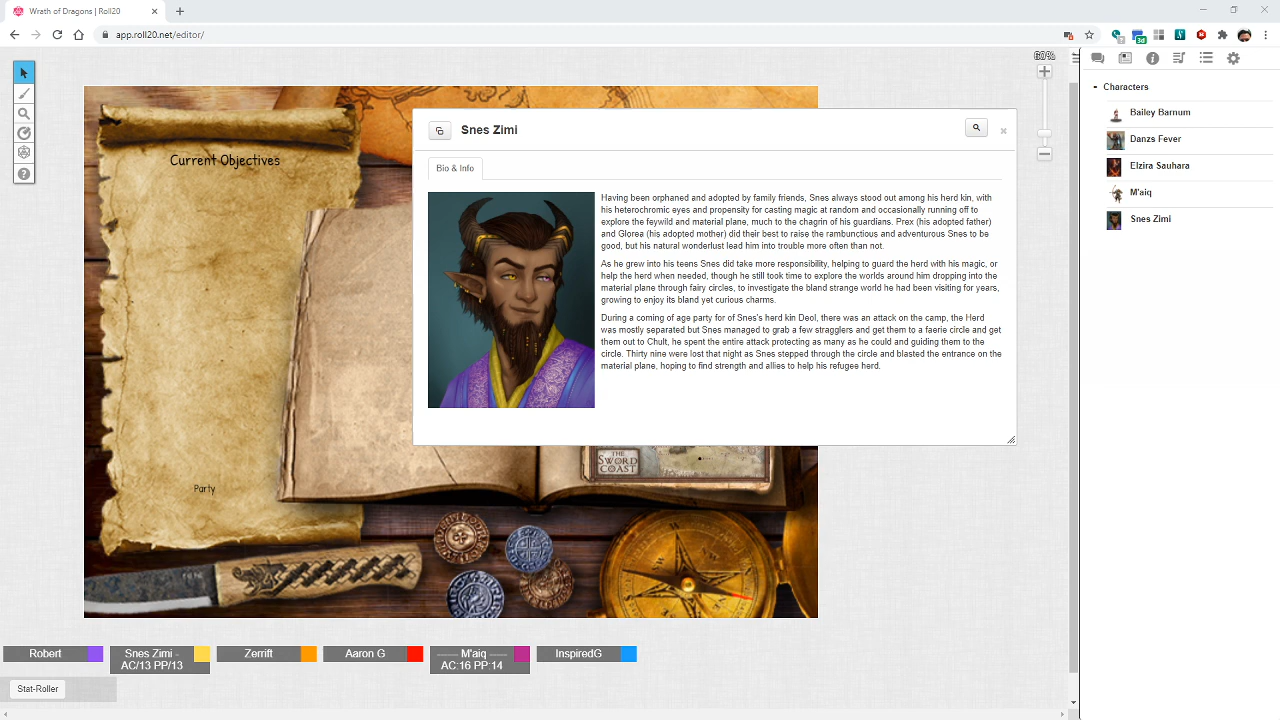 Wrath of Dragons | Roll20
app.roll20.net/editor/
60%
Current Objectives
Party
THE
SWORD
COAST
Snes Zimi
Bio & Info
Having been orphaned and adopted by family friends, Snes always stood out among his herd kin, with
his heterochromic eyes and propensity for casting magic at random and occasionally running off to
explore the feywild and material plane, much to the chagrin of his guardians. Prex (his adopted father)
and Glorea (his adopted mother) did their best to raise the rambunctious and adventurous Snes to be
good, but his natural wonderlust lead him into trouble more often than not.
As he grew into his teens Snes did take more responsibility, helping to guard the herd with his magic, or
help the herd when needed, though he still took time to explore the worlds around him dropping into the
material plane through fairy circles, to investigate the bland strange world he had been visiting for years,
growing to enjoy its bland yet curious charms.
During a coming of age party for of Snes's herd kin Deol, there was an attack on the camp, the Herd
was mostly separated but Snes managed to grab a few stragglers and get them to a faerie circle and get
them out to Chult, he spent the entire attack protecting as many as he could and guiding them to the
circle. Thirty nine were lost that night as Snes stepped through the circle and blasted the entrance on the
material plane, hoping to find strength and allies to help his refugee herd.
Characters
Bailey Barnum
Danzs Fever
Elzira Sauhara
M'aiq
Snes Zimi
Robert
Snes Zimi -
AC/13 PP/13
Zerrift
Aaron G
---- M'aiq ----
AC:16 PP:14
InspiredG
Stat-Roller